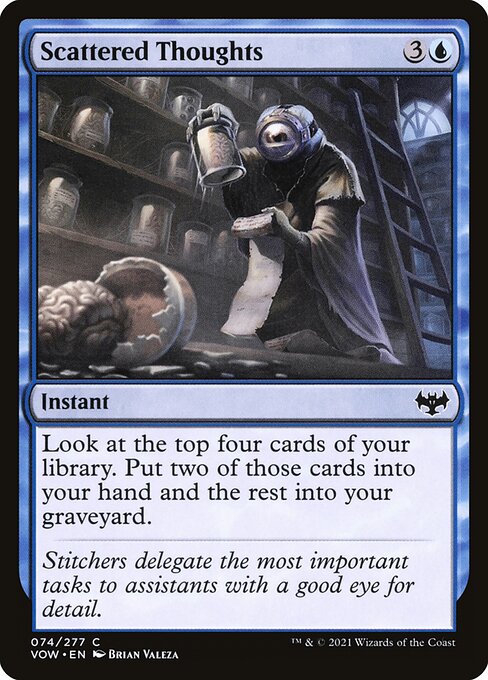 Scattered Thoughts 3
Instant
Look at the top four cards of your
library. Put two of those cards into
your hand and the rest into your
graveyard.
Stitchers delegate the most important
tasks to assistants with a good eye for
detail.
074/277 C
VOW • EN Brian Valeza
™ & © 2021 Wizards of the Coast